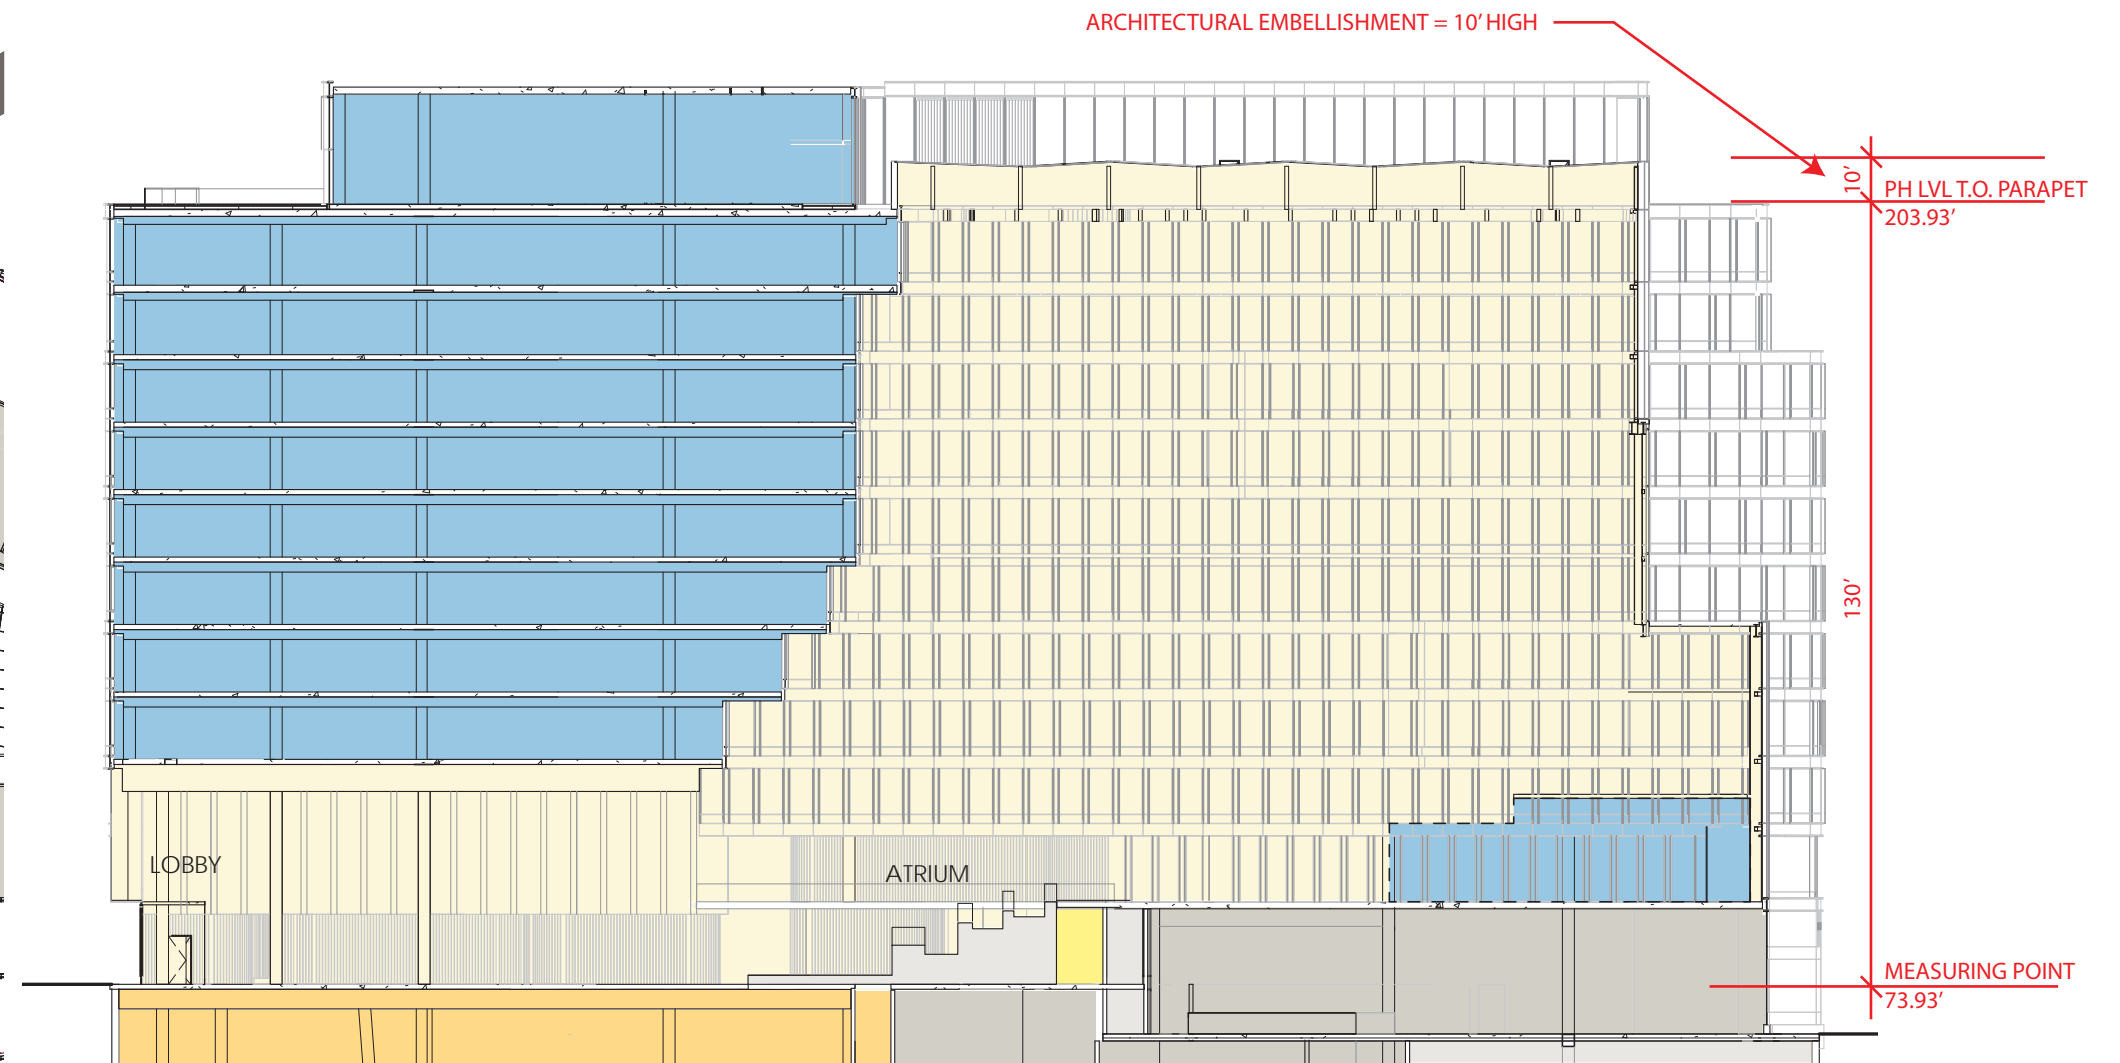 ARCHITECTURAL EMBELLISHMENT = 10’ HIGH
10’
PH LVL T.O. PARAPET
203.93’
130’
LOBBY
ATRIUM
MEASURING POINT
73.93’